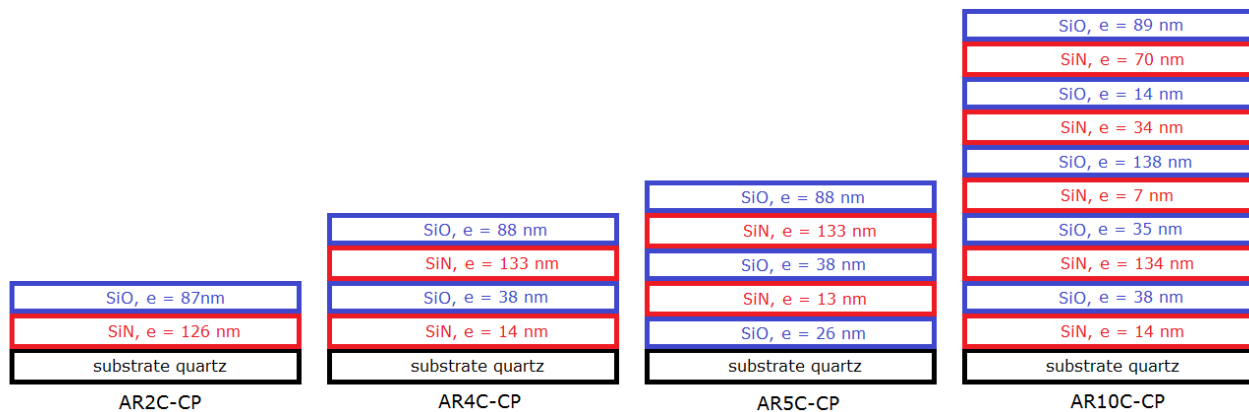 SiO, e = 87nm
SiN, e = 126 nm
substrate quartz
AR2C-CP
SiO, e = 88 nm
SiN, e = 133 nm
SiO, e = 38 nm
SiN, e = 14 nm
substrate quartz
AR4C-CP
SiO, e = 88 nm
SiN, e = 133 nm
SiO, e = 38 nm
SiN, e = 13 nm
SiO, e = 26 nm
substrate quartz
AR5C-CP
SiO, e = 89 nm
SiN, e = 70 nm
SiO, e = 14 nm
SiN, e = 34 nm
SiO, e = 138 nm
SiN, e = 7 nm
SiO, e = 35 nm
SiN, e = 134 nm
SiO, e = 38 nm
SiN, e = 14 nm
substrate quartz
AR10C-CP